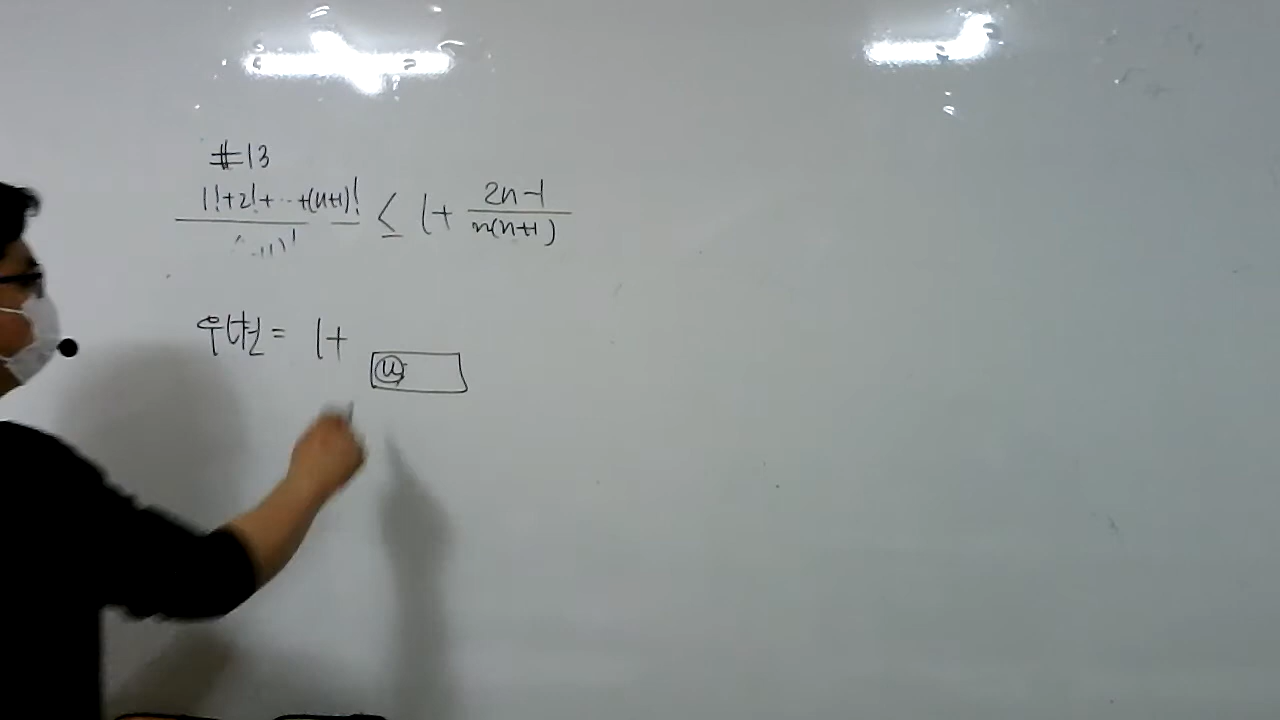 #13
1!+2!+⋯+(n+1)! ≤ 1+ 2n-1
n(n+1)
우변= 1+